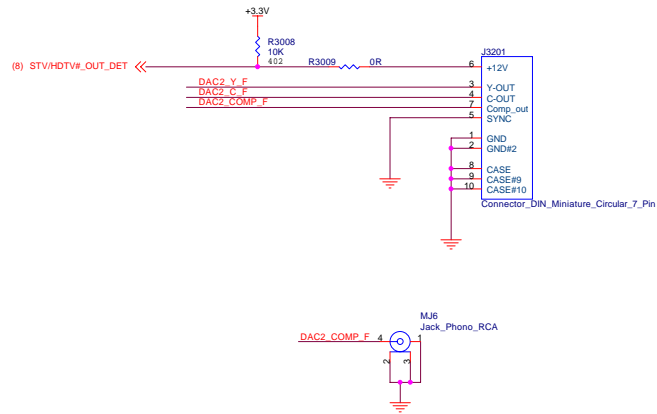 +3.3V
R3008
10K
402
(8) STV/HDTV#_OUT_DET
R3009 0R
J3201
6 +12V
DAC2_Y_F 3 Y-OUT
DAC2_C_F 4 C-OUT
DAC2_COMP_F 7 Comp_out
5 SYNC
1 GND
2 GND#2
8 CASE
9 CASE#9
10 CASE#10
Connector_DIN_Miniature_Circular_7_Pin
MJ6
Jack_Phono_RCA
DAC2_COMP_F 4 1
2 3